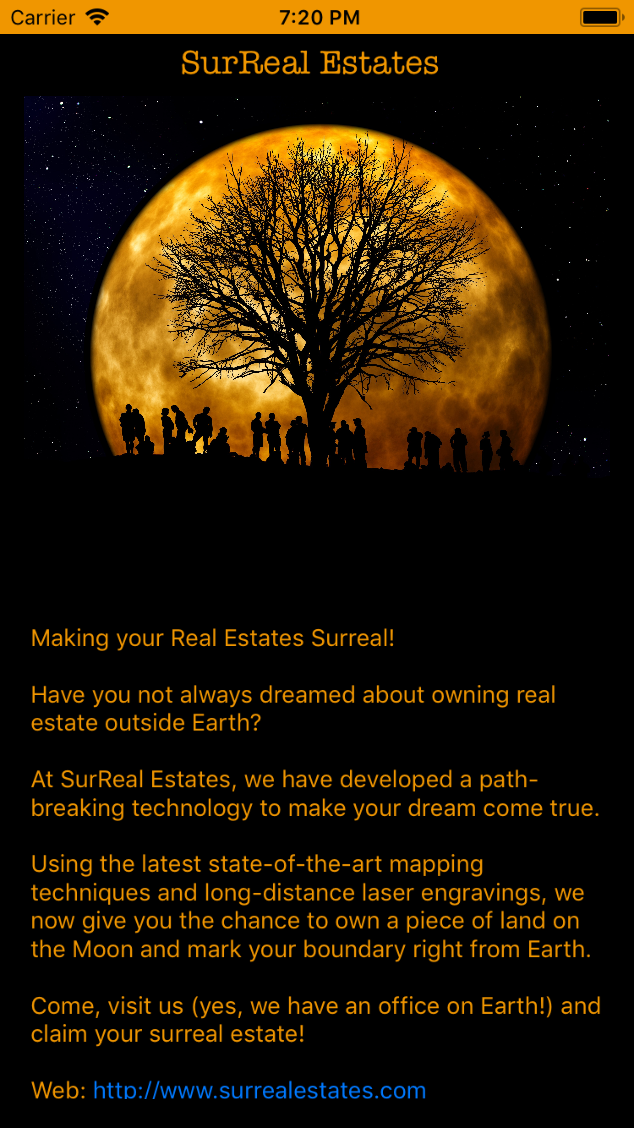 Carrier 7:20 PM
SurReal Estates
Making your Real Estates Surreal!
Have you not always dreamed about owning real
estate outside Earth?
At SurReal Estates, we have developed a path-
breaking technology to make your dream come true.
Using the latest state-of-the-art mapping
techniques and long-distance laser engravings, we
now give you the chance to own a piece of land on
the Moon and mark your boundary right from Earth.
Come, visit us (yes, we have an office on Earth!) and
claim your surreal estate!
Web: http://www.surrealestates.com